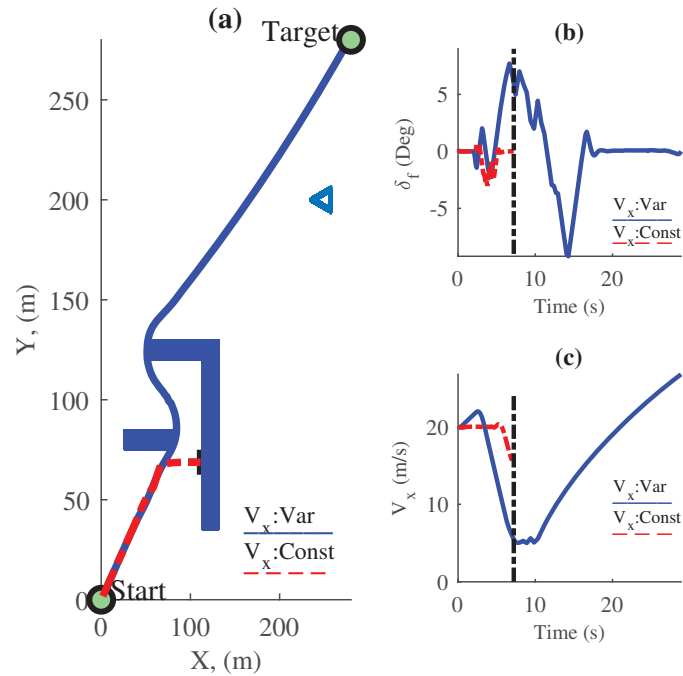 (a)
Target
250
200
150
100
50
0
Y, (m)
Start
V_x:Var
V_x:Const
0
100
200
X, (m)
(b)
5
0
-5
δ_f (Deg)
V_x:Var
V_x:Const
0
10
20
Time (s)
(c)
20
10
0
V_x (m/s)
V_x:Var
V_x:Const
0
10
20
Time (s)